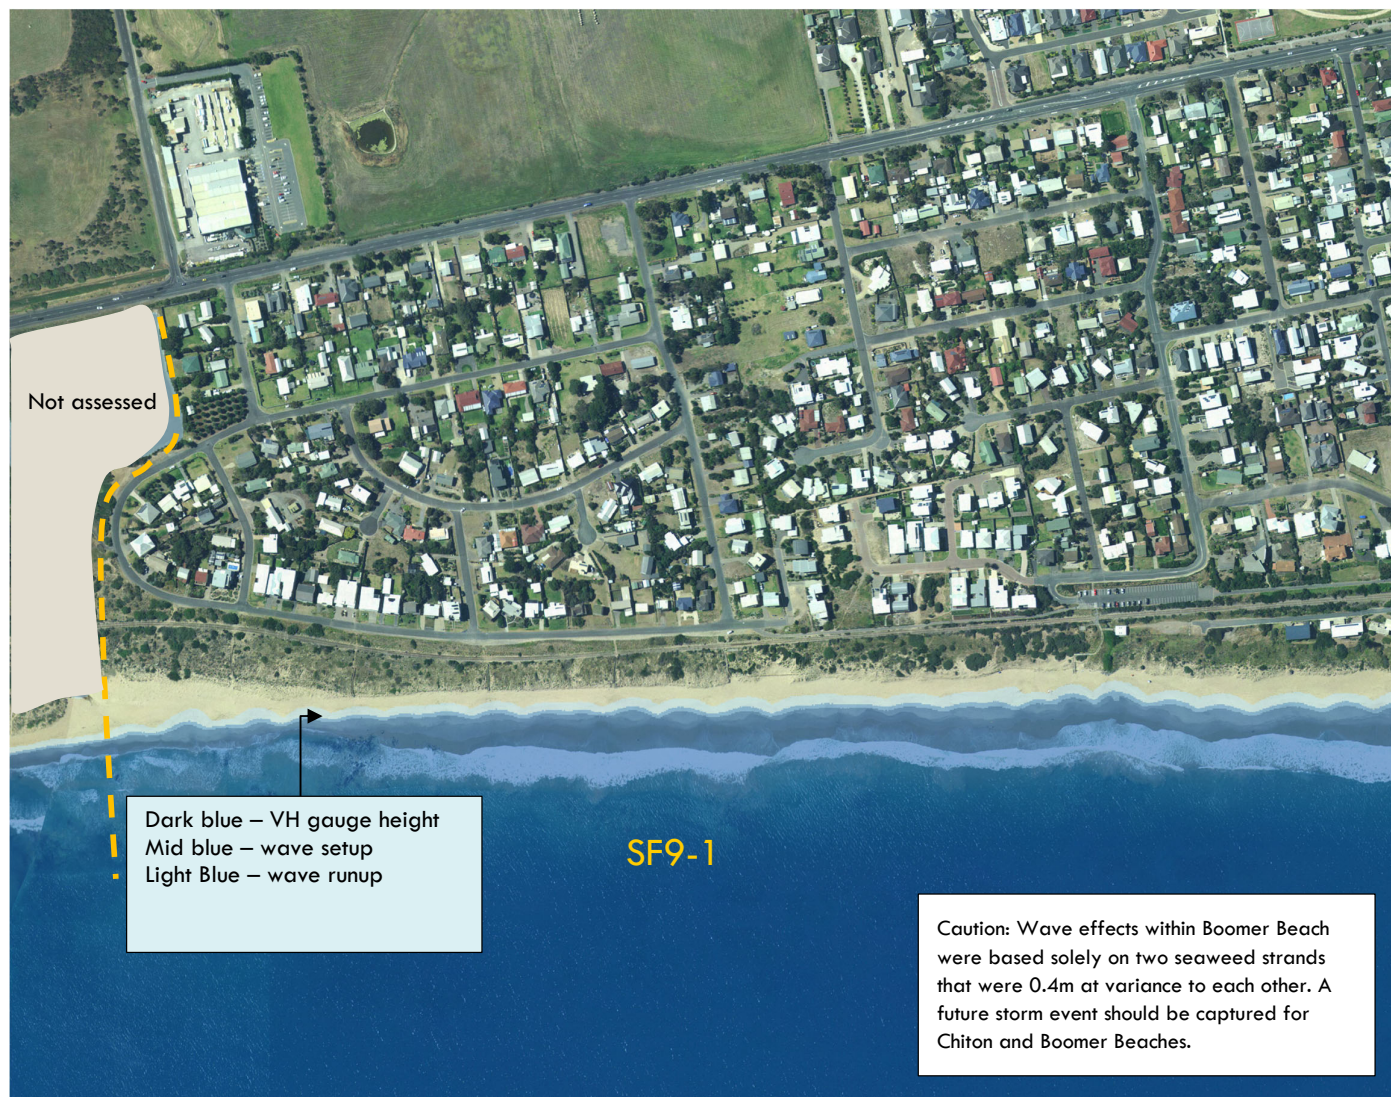 Not assessed
Dark blue – VH gauge height
Mid blue – wave setup
Light Blue – wave runup
SF9-1
Caution: Wave effects within Boomer Beach
were based solely on two seaweed strands
that were 0.4m at variance to each other. A
future storm event should be captured for
Chiton and Boomer Beaches.